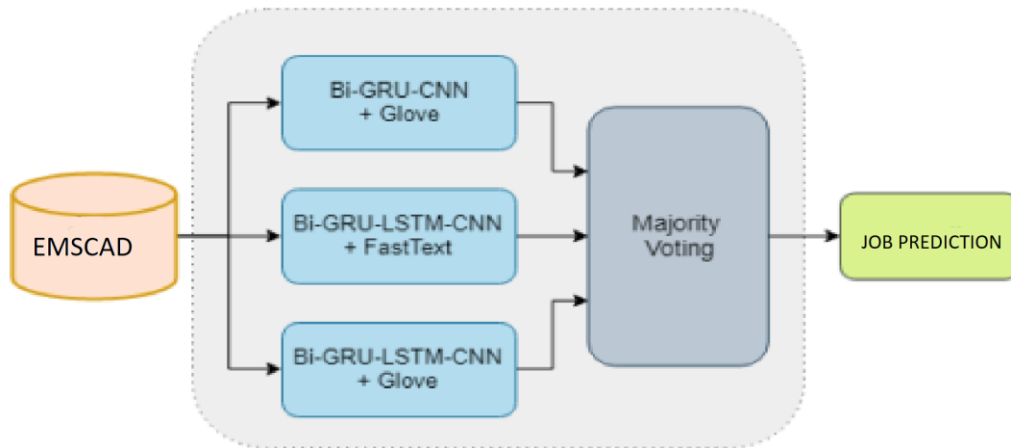 Bi-GRU-CNN
+ Glove
EMSCAD
Bi-GRU-LSTM-CNN
+ FastText
Majority
Voting
JOB PREDICTION
Bi-GRU-LSTM-CNN
+ Glove